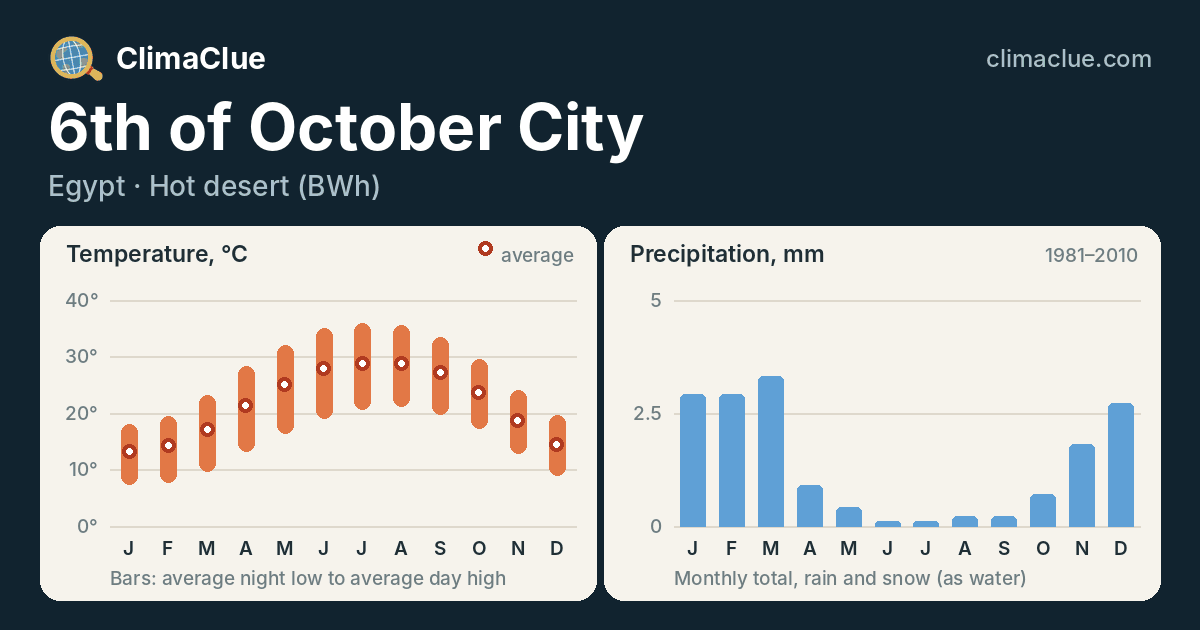 ClimaClue
climaclue.com
6th of October City
Egypt · Hot desert (BWh)
Temperature, °C
average
40°
30°
20°
10°
0°
J F M A M J J A S O N D
Bars: average night low to average day high
Precipitation, mm
1981–2010
5
2.5
0
J F M A M J J A S O N D
Monthly total, rain and snow (as water)